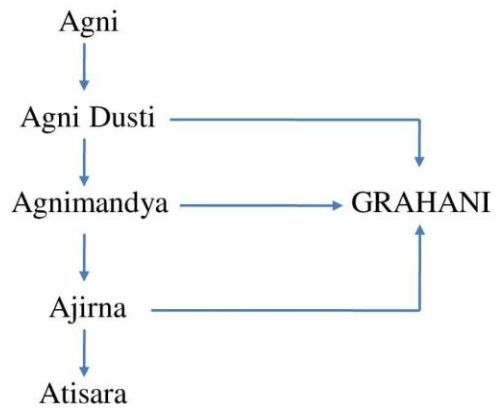 Agni
Agni Dusti
Agnimandya
GRAHANI
Ajirna
Atisara